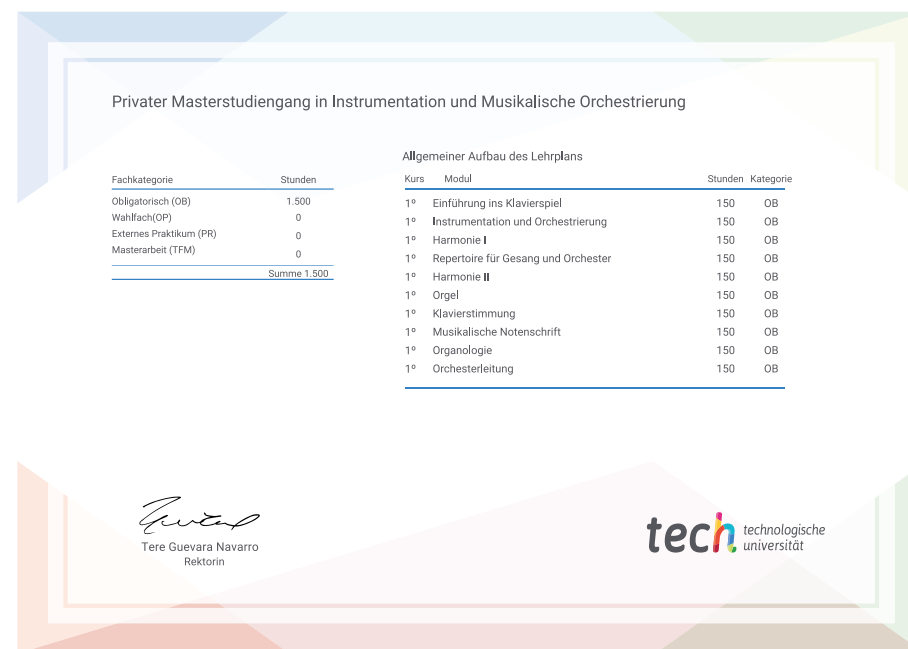 Privater Masterstudiengang in Instrumentation und Musikalische Orchestrierung
Fachkategorie Stunden
Obligatorisch (OB) 1.500
Wahlfach(OP) 0
Externes Praktikum (PR) 0
Masterarbeit (TFM) 0
Summe 1.500
Allgemeiner Aufbau des Lehrplans
Kurs Modul Stunden Kategorie
1º Einführung ins Klavierspiel 150 OB
1º Instrumentation und Orchestrierung 150 OB
1º Harmonie I 150 OB
1º Repertoire für Gesang und Orchester 150 OB
1º Harmonie II 150 OB
1º Orgel 150 OB
1º Klavierstimmung 150 OB
1º Musikalische Notenschrift 150 OB
1º Organologie 150 OB
1º Orchesterleitung 150 OB
Tere Guevara Navarro
Rektorin
tech technologische
universität